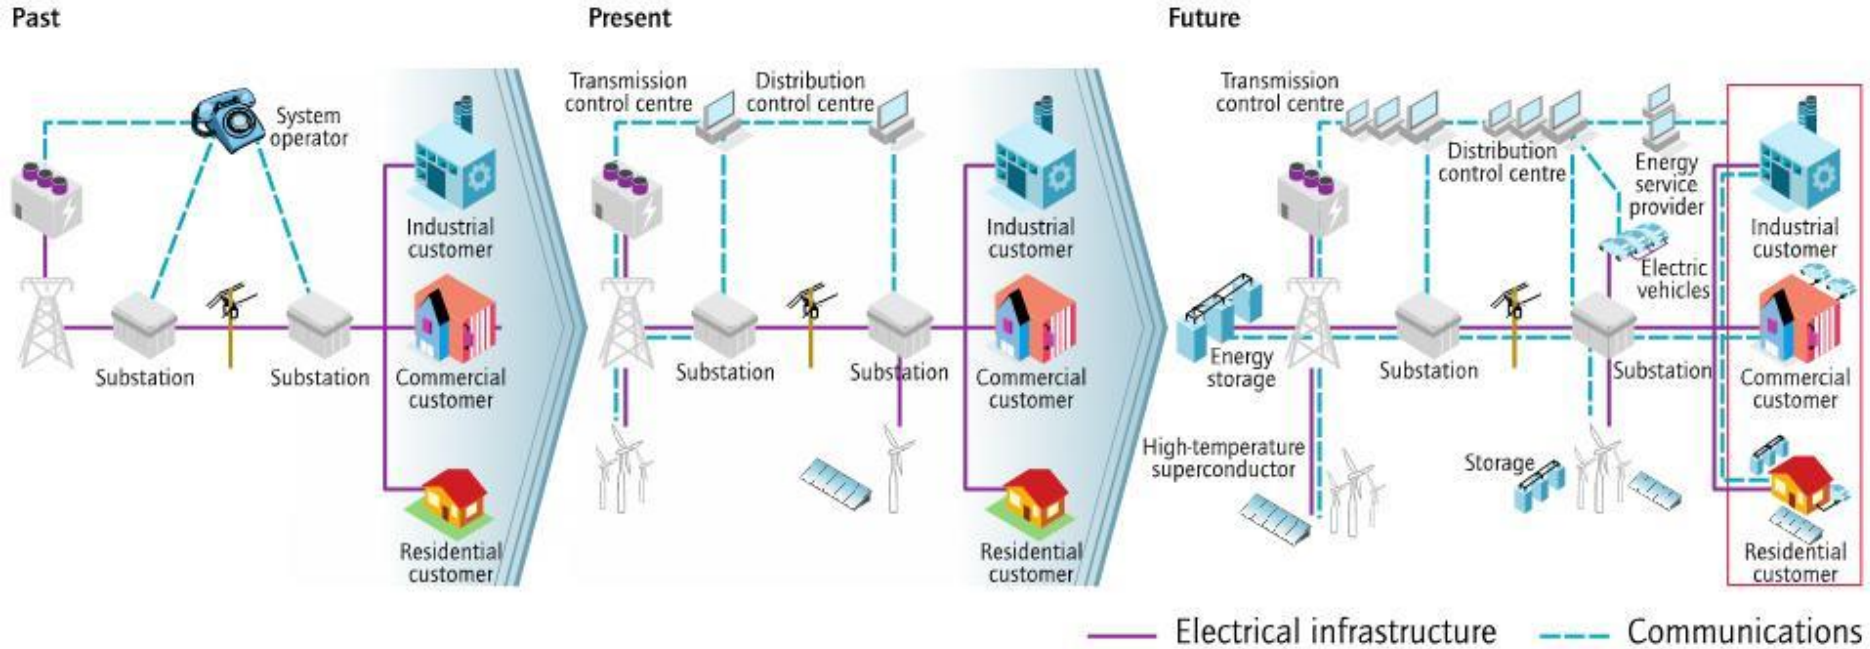 Past
System
operator
Substation
Substation
Industrial
customer
Commercial
customer
Residential
customer
Present
Transmission
control centre
Distribution
control centre
Substation
Substation
Industrial
customer
Commercial
customer
Residential
customer
Future
Transmission
control centre
Distribution
control centre
Energy
service
provider
Electric
vehicles
Energy
storage
Substation
Substation
High-temperature
superconductor
Storage
Industrial
customer
Commercial
customer
Residential
customer
Electrical infrastructure
Communications